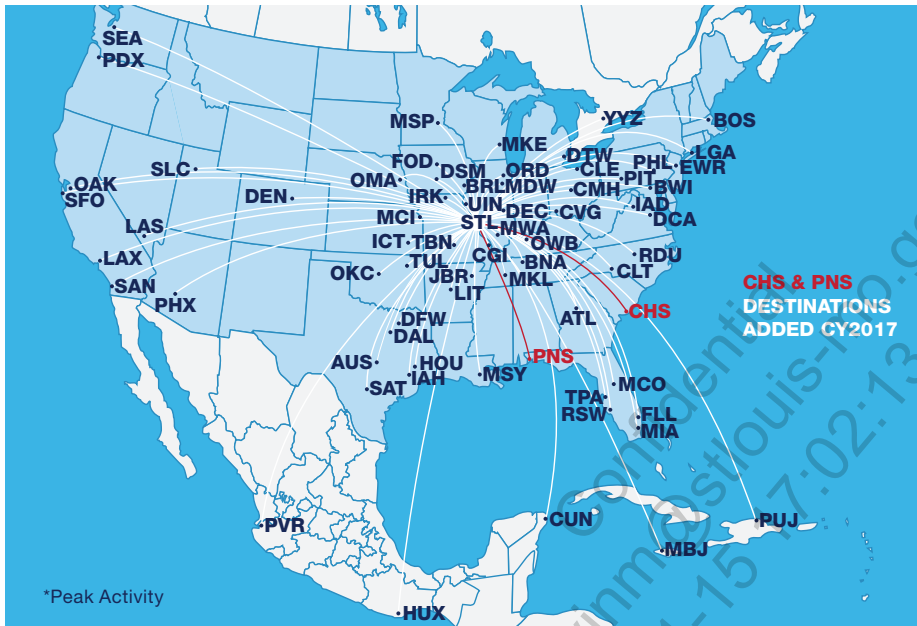 SEA
PDX
MSP
YYZ
BOS
MKE
DTW
LGA
SLC
FOD
DSM
ORD
CLE
PHL
EWR
OMA
BRL
MDW
PIT
OAK
SFO
DEN
IRK
UIN
CMH
BWI
IAD
LAS
MCI
STL
DEC
CVG
DCA
MWA
ICT
TBN
CGI
OWB
LAX
TUL
BNA
RDU
OKC
JBR
MKL
CLT
SAN
LIT
PHX
CHS & PNS
DESTINATIONS
ADDED CY2017
ATL
CHS
DFW
DAL
PNS
AUS
HOU
IAH
MSY
SAT
MCO
TPA
RSW
FLL
MIA
PVR
CUN
PUJ
MBJ
HUX
*Peak Activity
Confidential
17:02:13